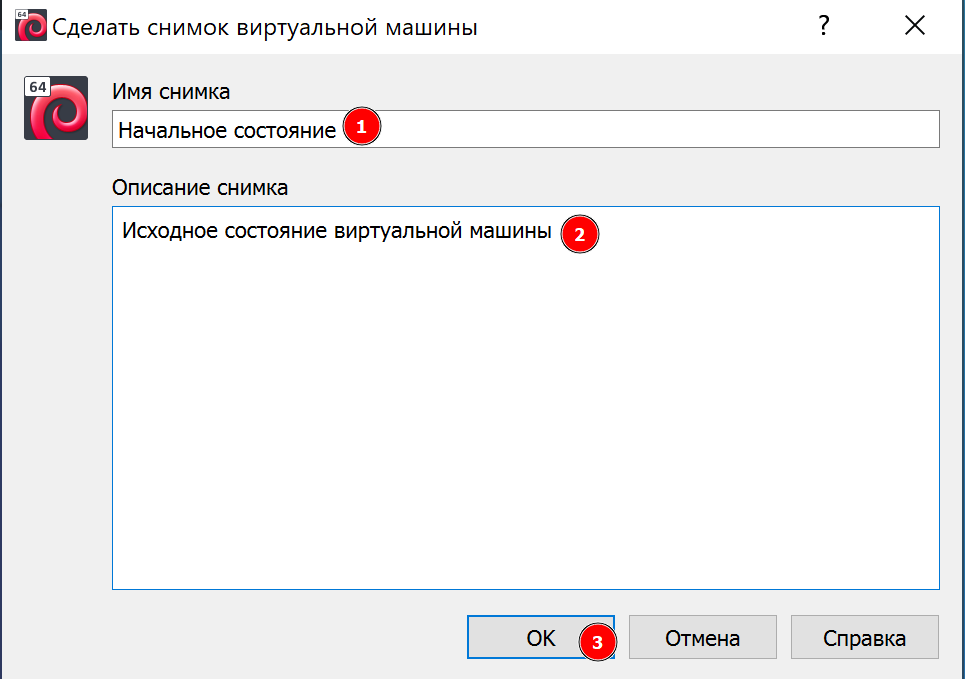 64
Сделать снимок виртуальной машины
?
64
Имя снимка
Начальное состояние 1
Описание снимка
Исходное состояние виртуальной машины 2
OK 3 Отмена Справка